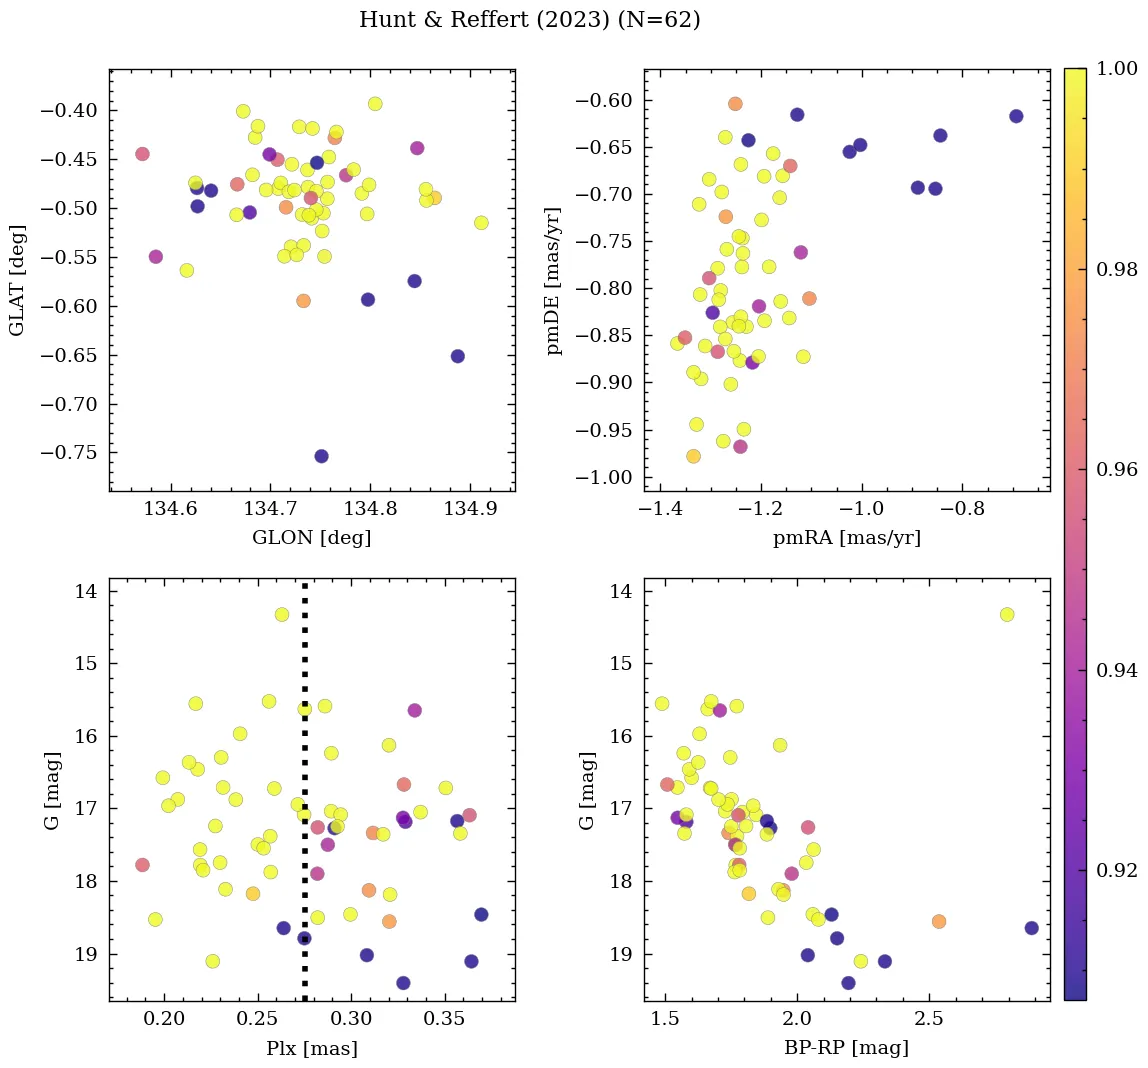 Hunt & Reffert (2023) (N=62)
−0.40
−0.45
−0.50
−0.55
−0.60
−0.65
−0.70
−0.75
GLAT [deg]
134.6 134.7 134.8 134.9
GLON [deg]
−0.60
−0.65
−0.70
−0.75
−0.80
−0.85
−0.90
−0.95
−1.00
pmDE [mas/yr]
−1.4 −1.2 −1.0 −0.8
pmRA [mas/yr]
14
15
16
17
18
19
G [mag]
0.20 0.25 0.30 0.35
Plx [mas]
14
15
16
17
18
19
G [mag]
1.5 2.0 2.5
BP-RP [mag]
1.00
0.98
0.96
0.94
0.92